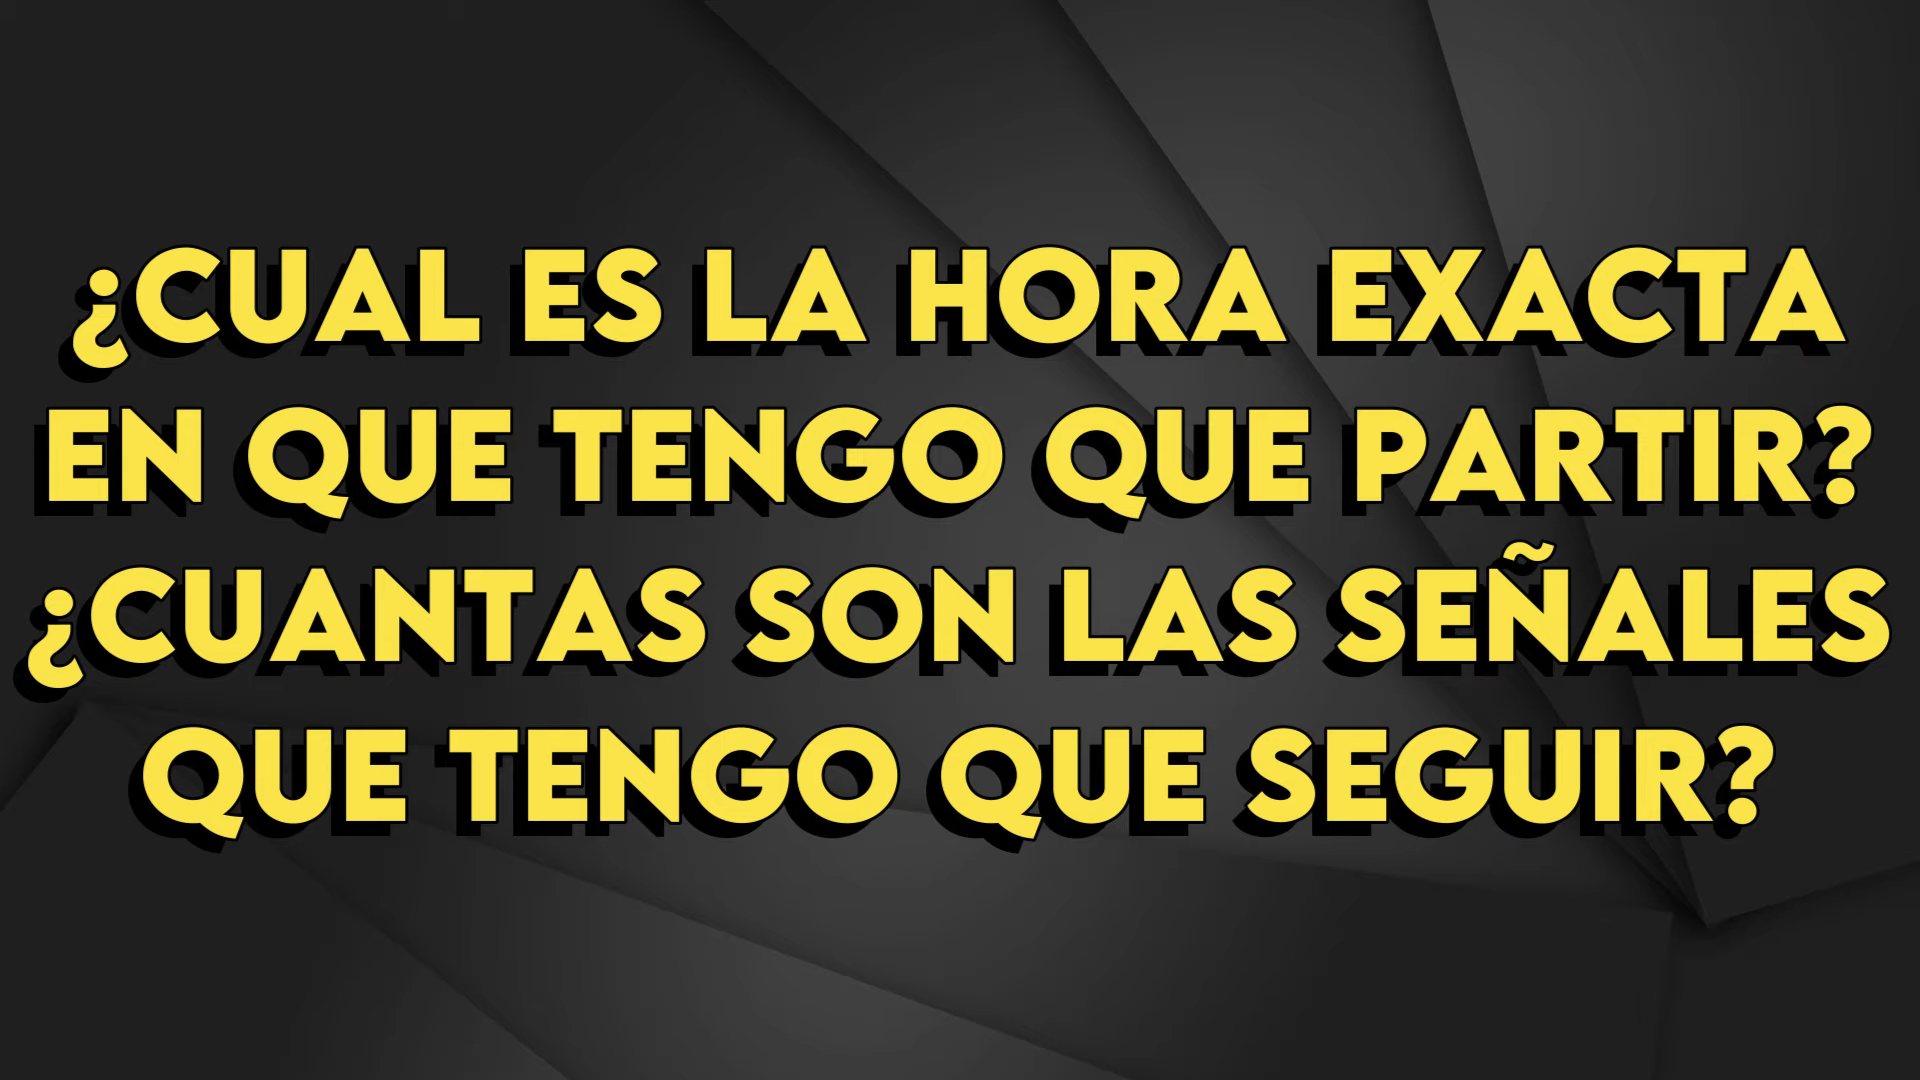 ¿CUAL ES LA HORA EXACTA
EN QUE TENGO QUE PARTIR?
¿CUANTAS SON LAS SEÑALES
QUE TENGO QUE SEGUIR?